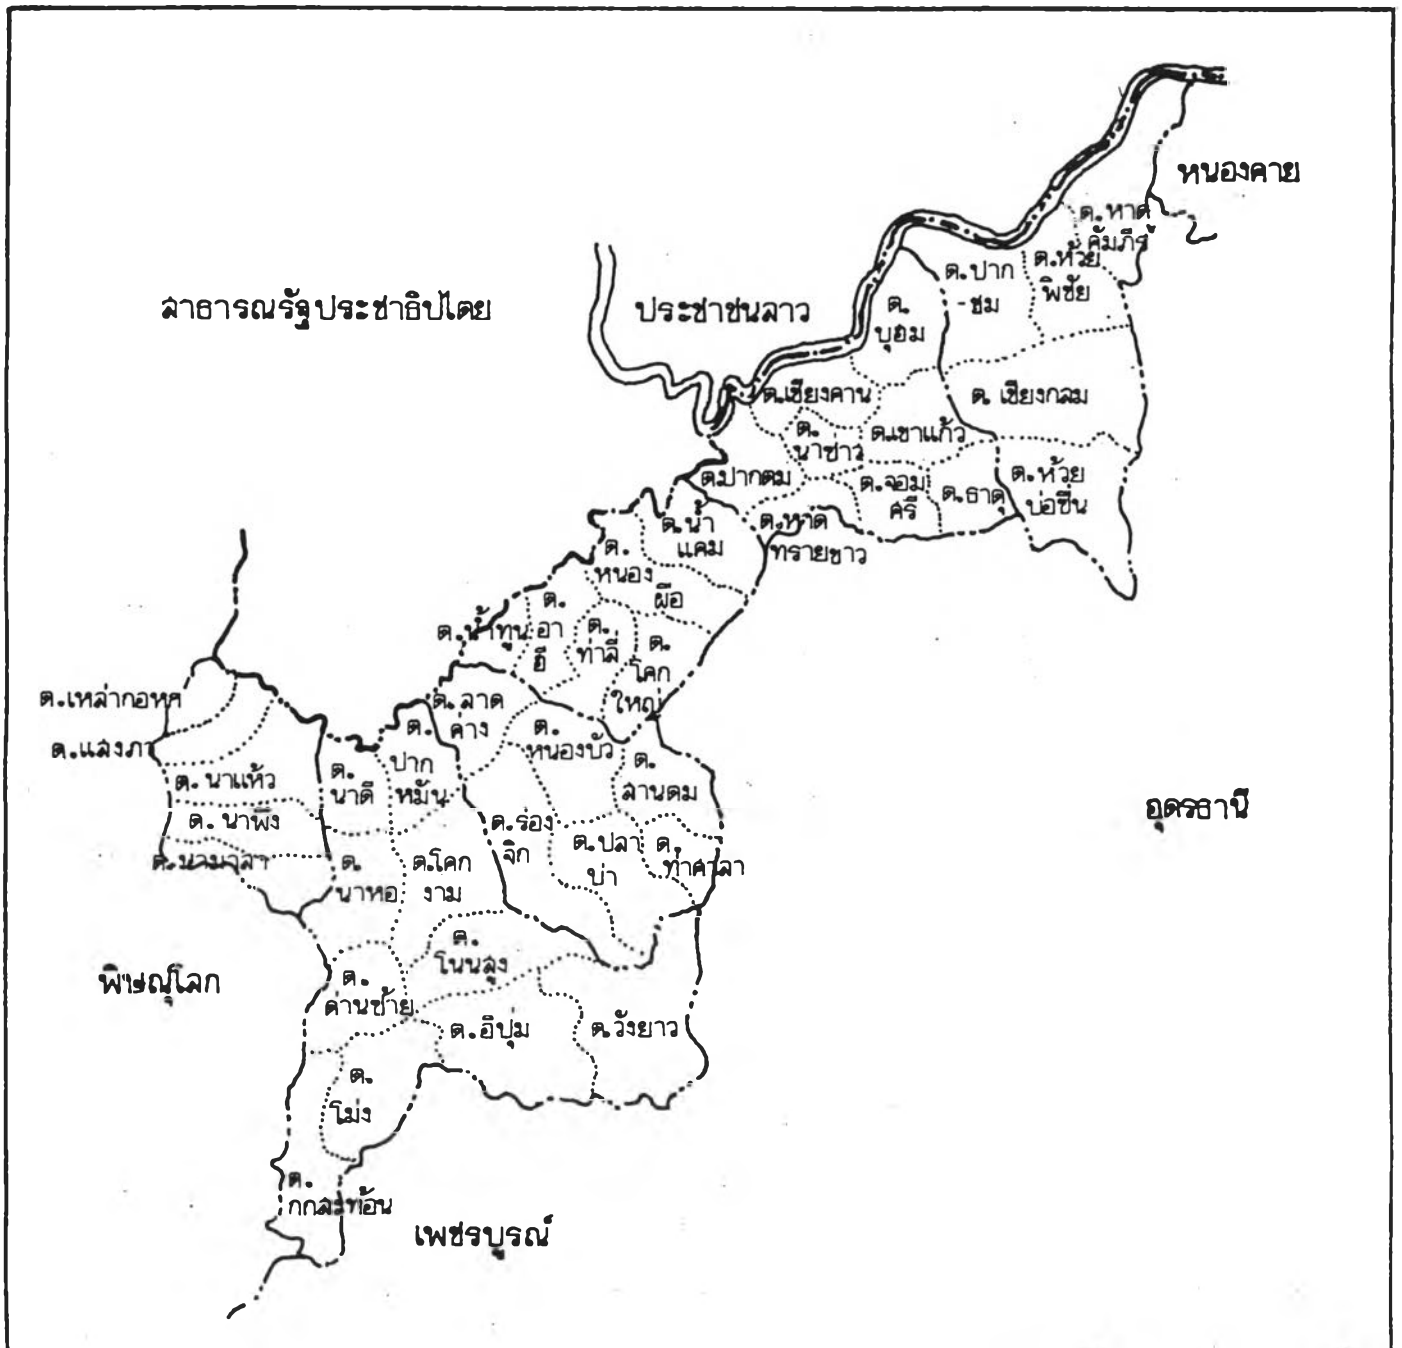 หนองคาย
ต.หาด
คัมภีร์
ต.ห้วย
พิชัย
ต.ปาก
-ชม
สาธารณรัฐประชาธิปไตย
ประชาชนลาว
ต.
บุฮม
ต.เชียงคาน
ต. เชียงกลม
ต.
นาซ่าว
ต.เขาแก้ว
ต.ปากตม
ต.จอม
ศรี
ต.ธาตุ
ต.ห้วย
บ่อซืน
ต.หาด
ทรายขาว
ต.น้ำ
แคม
ต.
หนอง
ผือ
ต.น้ำทูน
ต.
อา
ฮี
ต.
ท่าลี่
ต.
โคก
ใหญ่
ต.เหล่ากอหก
ต.แสงภา
ต. นาแห้ว
ต. นาพึง
ต.นามาลา
ต.
นาดี
ต.
ปาก
หมัน
ต. ลาด
ค่าง
ต.
หนองบัว
ต.
สานตม
ต.ร่อง
จิก
ต.ปลา
บ่า
ต.
ท่าศาลา
อุดรธานี
ต.
นาหอ
ต.โคก
งาม
ต.
โนนสูง
พิษณุโลก
ต.
ด่านซ้าย
ต.อิปุ่ม
ต.วังยาว
ต.
โม่ง
ต.
กกสะท้อน
เพชรบูรณ์